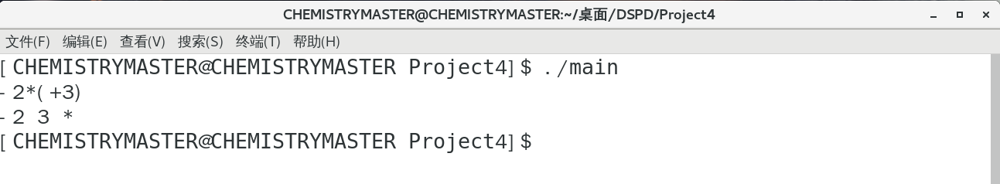 CHEMISTRYMASTER@CHEMISTRYMASTER:~/桌面/DSPD/Project4
文件(F) 编辑(E) 查看(V) 搜索(S) 终端(T) 帮助(H)
[CHEMISTRYMASTER@CHEMISTRYMASTER Project4]$ ./main
-2*(+3)
-2 3 *
[CHEMISTRYMASTER@CHEMISTRYMASTER Project4]$